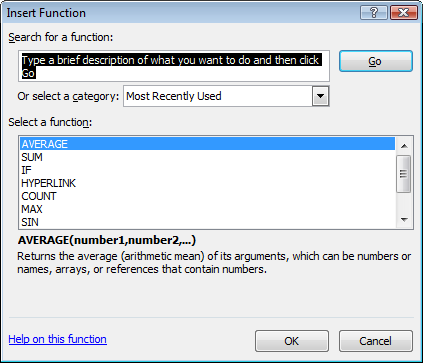 Insert Function
Search for a function:
Type a brief description of what you want to do and then click
Go
Go
Or select a category: Most Recently Used
Select a function:
AVERAGE
SUM
IF
HYPERLINK
COUNT
MAX
SIN
AVERAGE(number1,number2,...)
Returns the average (arithmetic mean) of its arguments, which can be numbers or
names, arrays, or references that contain numbers.
Help on this function
OK
Cancel